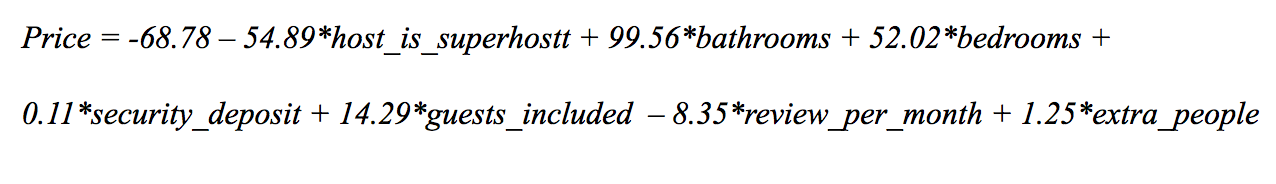 Price = -68.78 – 54.89*host_is_superhostt + 99.56*bathrooms + 52.02*bedrooms +
0.11*security_deposit + 14.29*guests_included – 8.35*review_per_month + 1.25*extra_people